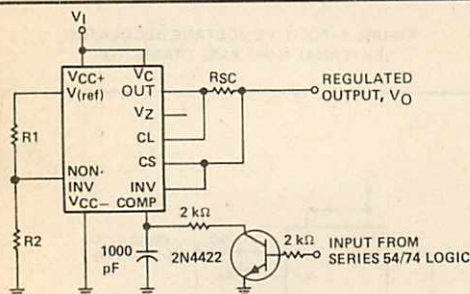 VI
VCC+
VC
V(ref)
OUT
RSC
REGULATED
OUTPUT, VO
VZ
R1
CL
CS
NON-
INV
INV
VCC−
COMP
2 kΩ
R2
1000
pF
2N4422
2 kΩ
INPUT FROM
SERIES 54/74 LOGIC